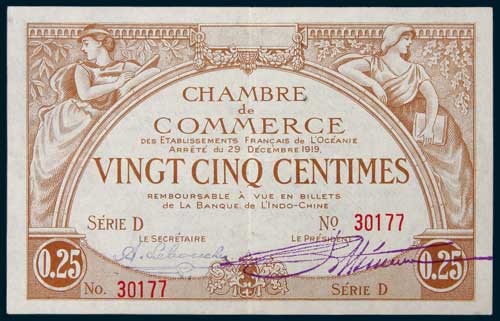 CHAMBRE
de
COMMERCE
DES ETABLISSEMENTS FRANÇAIS DE L'OCÉANIE
ARRÊTÉ DU 29 DÉCEMBRE 1919,
VINGT CINQ CENTIMES
REMBOURSABLE À VUE EN BILLETS
DE LA BANQUE DE L'INDO-CHINE
SÉRIE D
No 30177
LE SECRÉTAIRE
LE PRÉSIDENT
0.25
0.25
No. 30177
SÉRIE D